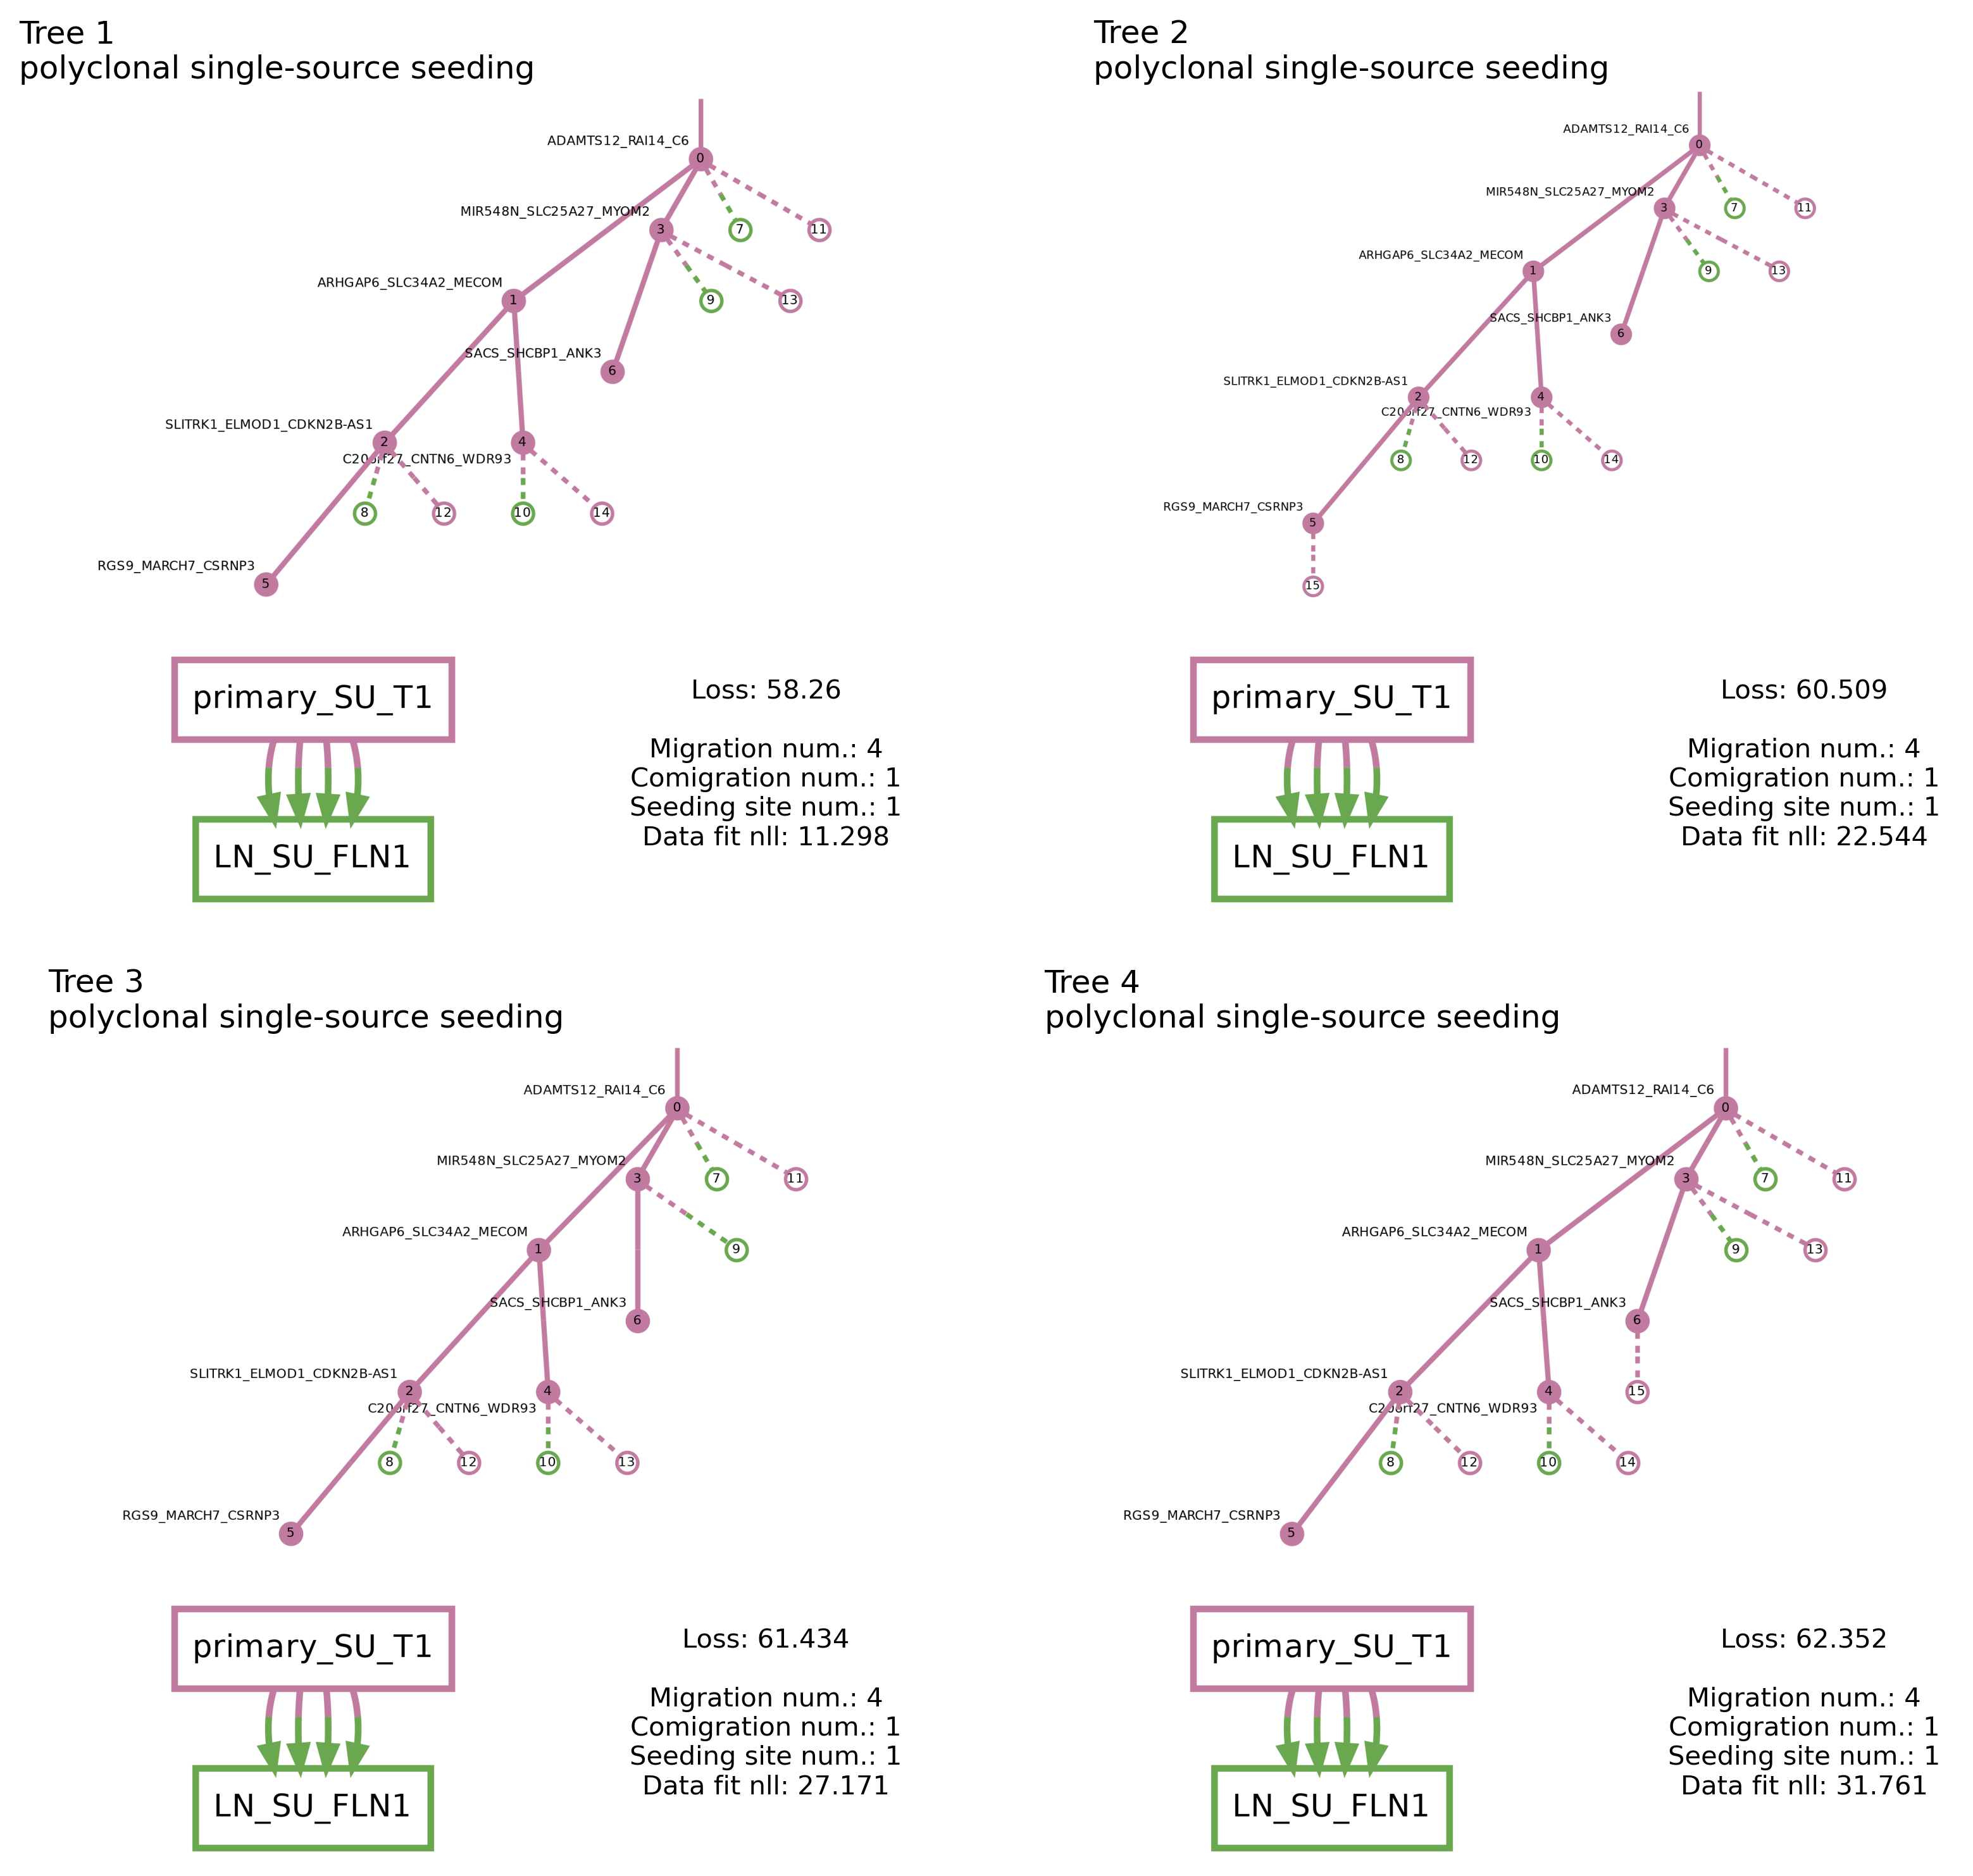 Tree 1
polyclonal single-source seeding
ADAMTS12_RAI14_C6
0
MIR548N_SLC25A27_MYOM2
3
7
11
ARHGAP6_SLC34A2_MECOM
1
9
13
SACS_SHCBP1_ANK3
6
SLITRK1_ELMOD1_CDKN2B-AS1
2
4
C20orf27_CNTN6_WDR93
8
12
10
14
RGS9_MARCH7_CSRNP3
5
primary_SU_T1
LN_SU_FLN1
Loss: 58.26
Migration num.: 4
Comigration num.: 1
Seeding site num.: 1
Data fit nll: 11.298
Tree 2
polyclonal single-source seeding
ADAMTS12_RAI14_C6
0
MIR548N_SLC25A27_MYOM2
3
7
11
ARHGAP6_SLC34A2_MECOM
1
9
13
SACS_SHCBP1_ANK3
6
SLITRK1_ELMOD1_CDKN2B-AS1
2
4
C20orf27_CNTN6_WDR93
8
12
10
14
RGS9_MARCH7_CSRNP3
5
15
primary_SU_T1
LN_SU_FLN1
Loss: 60.509
Migration num.: 4
Comigration num.: 1
Seeding site num.: 1
Data fit nll: 22.544
Tree 3
polyclonal single-source seeding
ADAMTS12_RAI14_C6
0
MIR548N_SLC25A27_MYOM2
3
7
11
ARHGAP6_SLC34A2_MECOM
1
9
SACS_SHCBP1_ANK3
6
SLITRK1_ELMOD1_CDKN2B-AS1
2
4
C20orf27_CNTN6_WDR93
8
12
10
13
RGS9_MARCH7_CSRNP3
5
primary_SU_T1
LN_SU_FLN1
Loss: 61.434
Migration num.: 4
Comigration num.: 1
Seeding site num.: 1
Data fit nll: 27.171
Tree 4
polyclonal single-source seeding
ADAMTS12_RAI14_C6
0
MIR548N_SLC25A27_MYOM2
3
7
11
ARHGAP6_SLC34A2_MECOM
1
9
13
SACS_SHCBP1_ANK3
6
SLITRK1_ELMOD1_CDKN2B-AS1
2
4
15
C20orf27_CNTN6_WDR93
8
12
10
14
RGS9_MARCH7_CSRNP3
5
primary_SU_T1
LN_SU_FLN1
Loss: 62.352
Migration num.: 4
Comigration num.: 1
Seeding site num.: 1
Data fit nll: 31.761